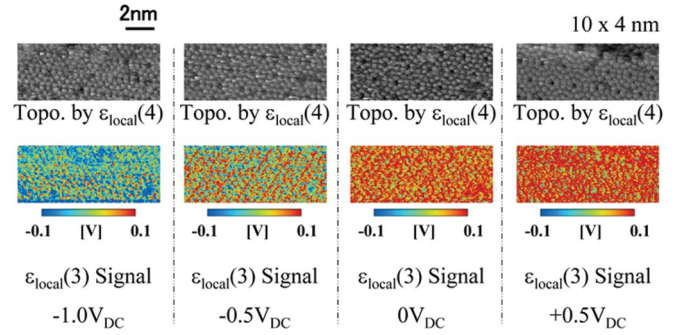 2nm
10 x 4 nm
Topo. by εlocal(4) Topo. by εlocal(4) Topo. by εlocal(4) Topo. by εlocal(4)
-0.1 [V] 0.1 -0.1 [V] 0.1 -0.1 [V] 0.1 -0.1 [V] 0.1
εlocal(3) Signal εlocal(3) Signal εlocal(3) Signal εlocal(3) Signal
-1.0VDC -0.5VDC 0VDC +0.5VDC